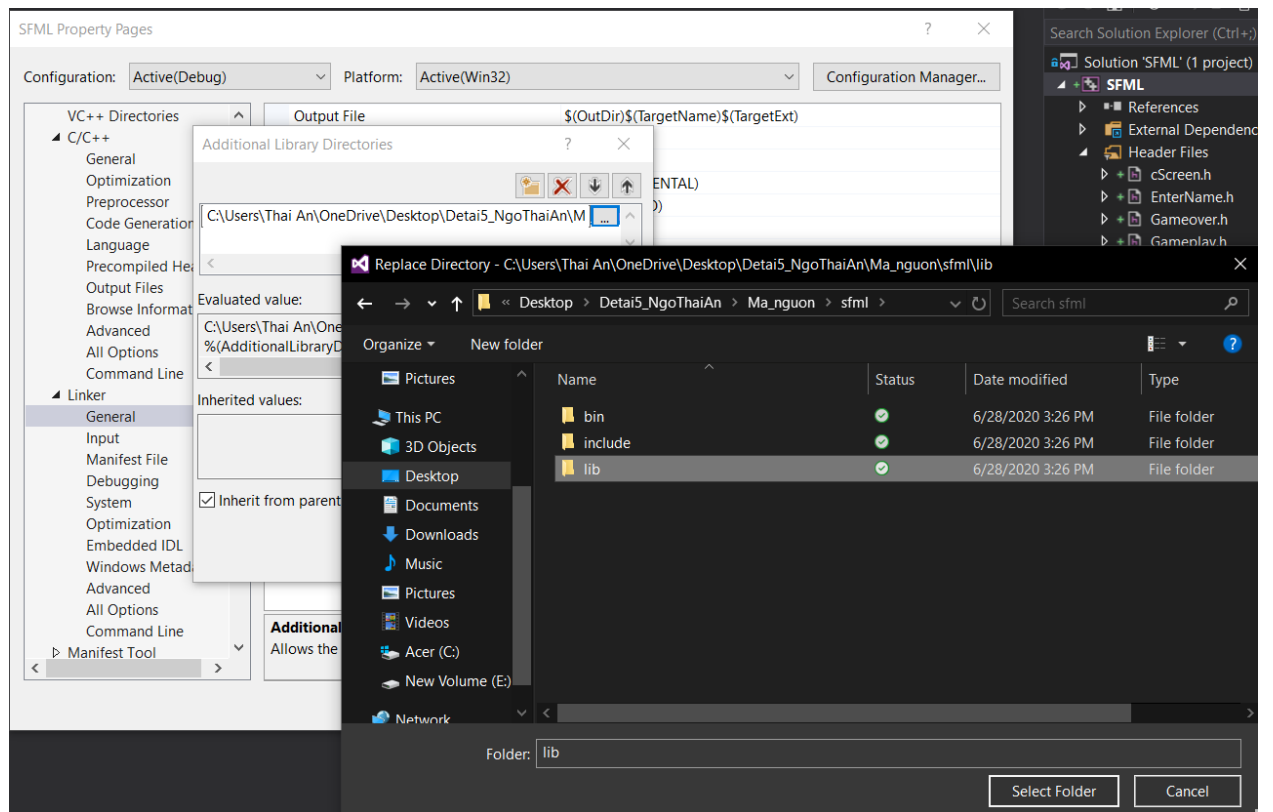 SFML Property Pages ? ×
Configuration: Active(Debug) Platform: Active(Win32) Configuration Manager...
VC++ Directories
C/C++
General
Optimization
Preprocessor
Code Generation
Language
Precompiled Hea
Output Files
Browse Informat
Advanced
All Options
Command Line
Linker
General
Input
Manifest File
Debugging
System
Optimization
Embedded IDL
Windows Metada
Advanced
All Options
Command Line
Manifest Tool
Output File $(OutDir)$(TargetName)$(TargetExt)
ENTAL)
Additional
Allows the
Additional Library Directories ? ×
C:\Users\Thai An\OneDrive\Desktop\Detai5_NgoThaiAn\M ...
Evaluated value:
C:\Users\Thai An\One
%(AdditionalLibraryD
Inherited values:
Inherit from parent
Replace Directory - C:\Users\Thai An\OneDrive\Desktop\Detai5_NgoThaiAn\Ma_nguon\sfml\lib
« Desktop > Detai5_NgoThaiAn > Ma_nguon > sfml > Search sfml
Organize New folder ?
Pictures
This PC
3D Objects
Desktop
Documents
Downloads
Music
Pictures
Videos
Acer (C:)
New Volume (E:)
Network
Name Status Date modified Type
bin 6/28/2020 3:26 PM File folder
include 6/28/2020 3:26 PM File folder
lib 6/28/2020 3:26 PM File folder
Folder: lib
Select Folder Cancel
Search Solution Explorer (Ctrl+;)
Solution 'SFML' (1 project)
SFML
References
External Dependenc
Header Files
cScreen.h
EnterName.h
Gameover.h
Gameplay.h